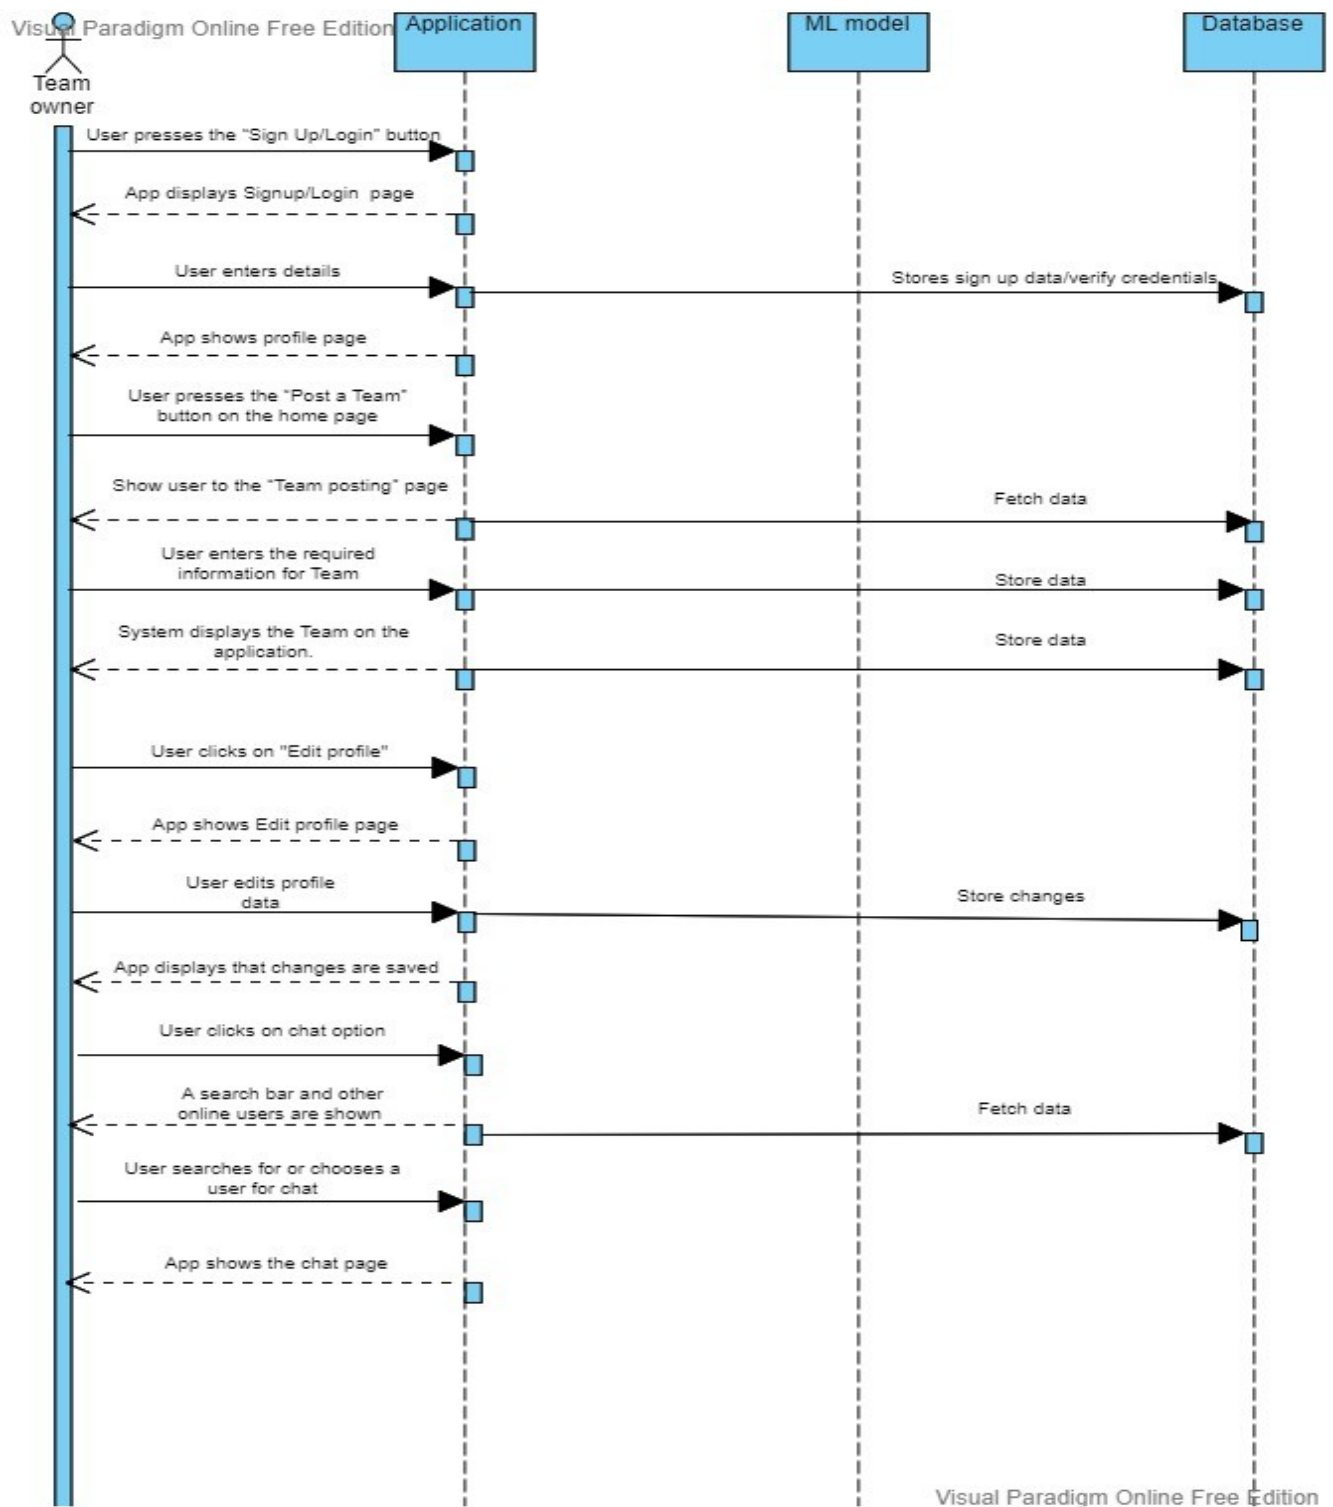 Visual Paradigm Online Free Edition
Application
ML model
Database
Team
owner
User presses the “Sign Up/Login” button
App displays Signup/Login page
User enters details
Stores sign up data/verify credentials
App shows profile page
User presses the “Post a Team”
button on the home page
Show user to the “Team posting” page
Fetch data
User enters the required
information for Team
Store data
System displays the Team on the
application.
Store data
User clicks on "Edit profile"
App shows Edit profile page
User edits profile
data
Store changes
App displays that changes are saved
User clicks on chat option
A search bar and other
online users are shown
Fetch data
User searches for or chooses a
user for chat
App shows the chat page
Visual Paradigm Online Free Edition